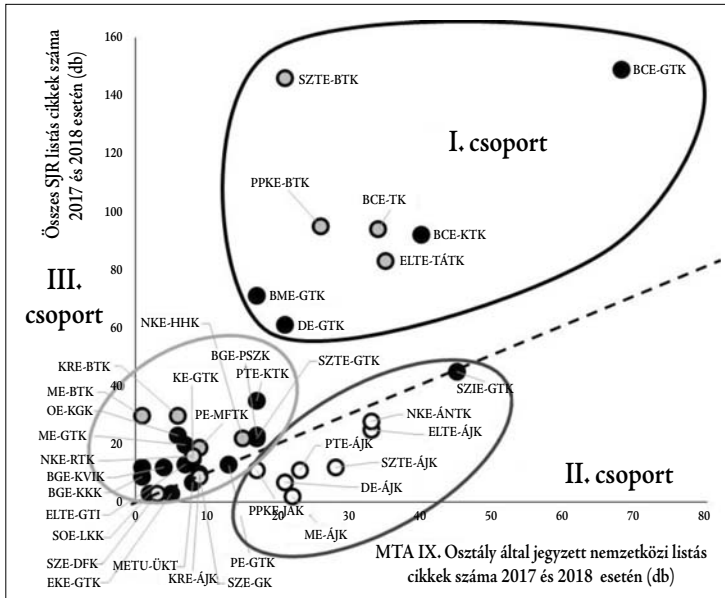 Összes SJR listás cikkek száma
2017 és 2018 esetén (db)
160
140
120
100
80
60
40
20
0
SZTE-BTK
BCE-GTK
I. csoport
PPKE-BTK
BCE-TK
BCE-KTK
ELTE-TÁTK
BME-GTK
DE-GTK
III.
csoport
NKE-HHK
BGE-PSZK
SZTE-GTK
KRE-BTK
KE-GTK
PTE-KTK
ME-BTK
OE-KGK
PE-MFTK
ME-GTK
NKE-RTK
BGE-KVIK
BGE-KKK
ELTE-GTI
SOE-LKK
SZE-DFK
EKE-GTK
METU-ÜKT
KRE-ÁJK
SZE-GK
PE-GTK
SZIE-GTK
NKE-ÁNTK
ELTE-ÁJK
PTE-ÁJK
SZTE-ÁJK
DE-ÁJK
PPKE-JÁK
ME-ÁJK
II. csoport
0 10 20 30 40 50 60 70 80
MTA IX. Osztály által jegyzett nemzetközi listás
cikkek száma 2017 és 2018 esetén (db)